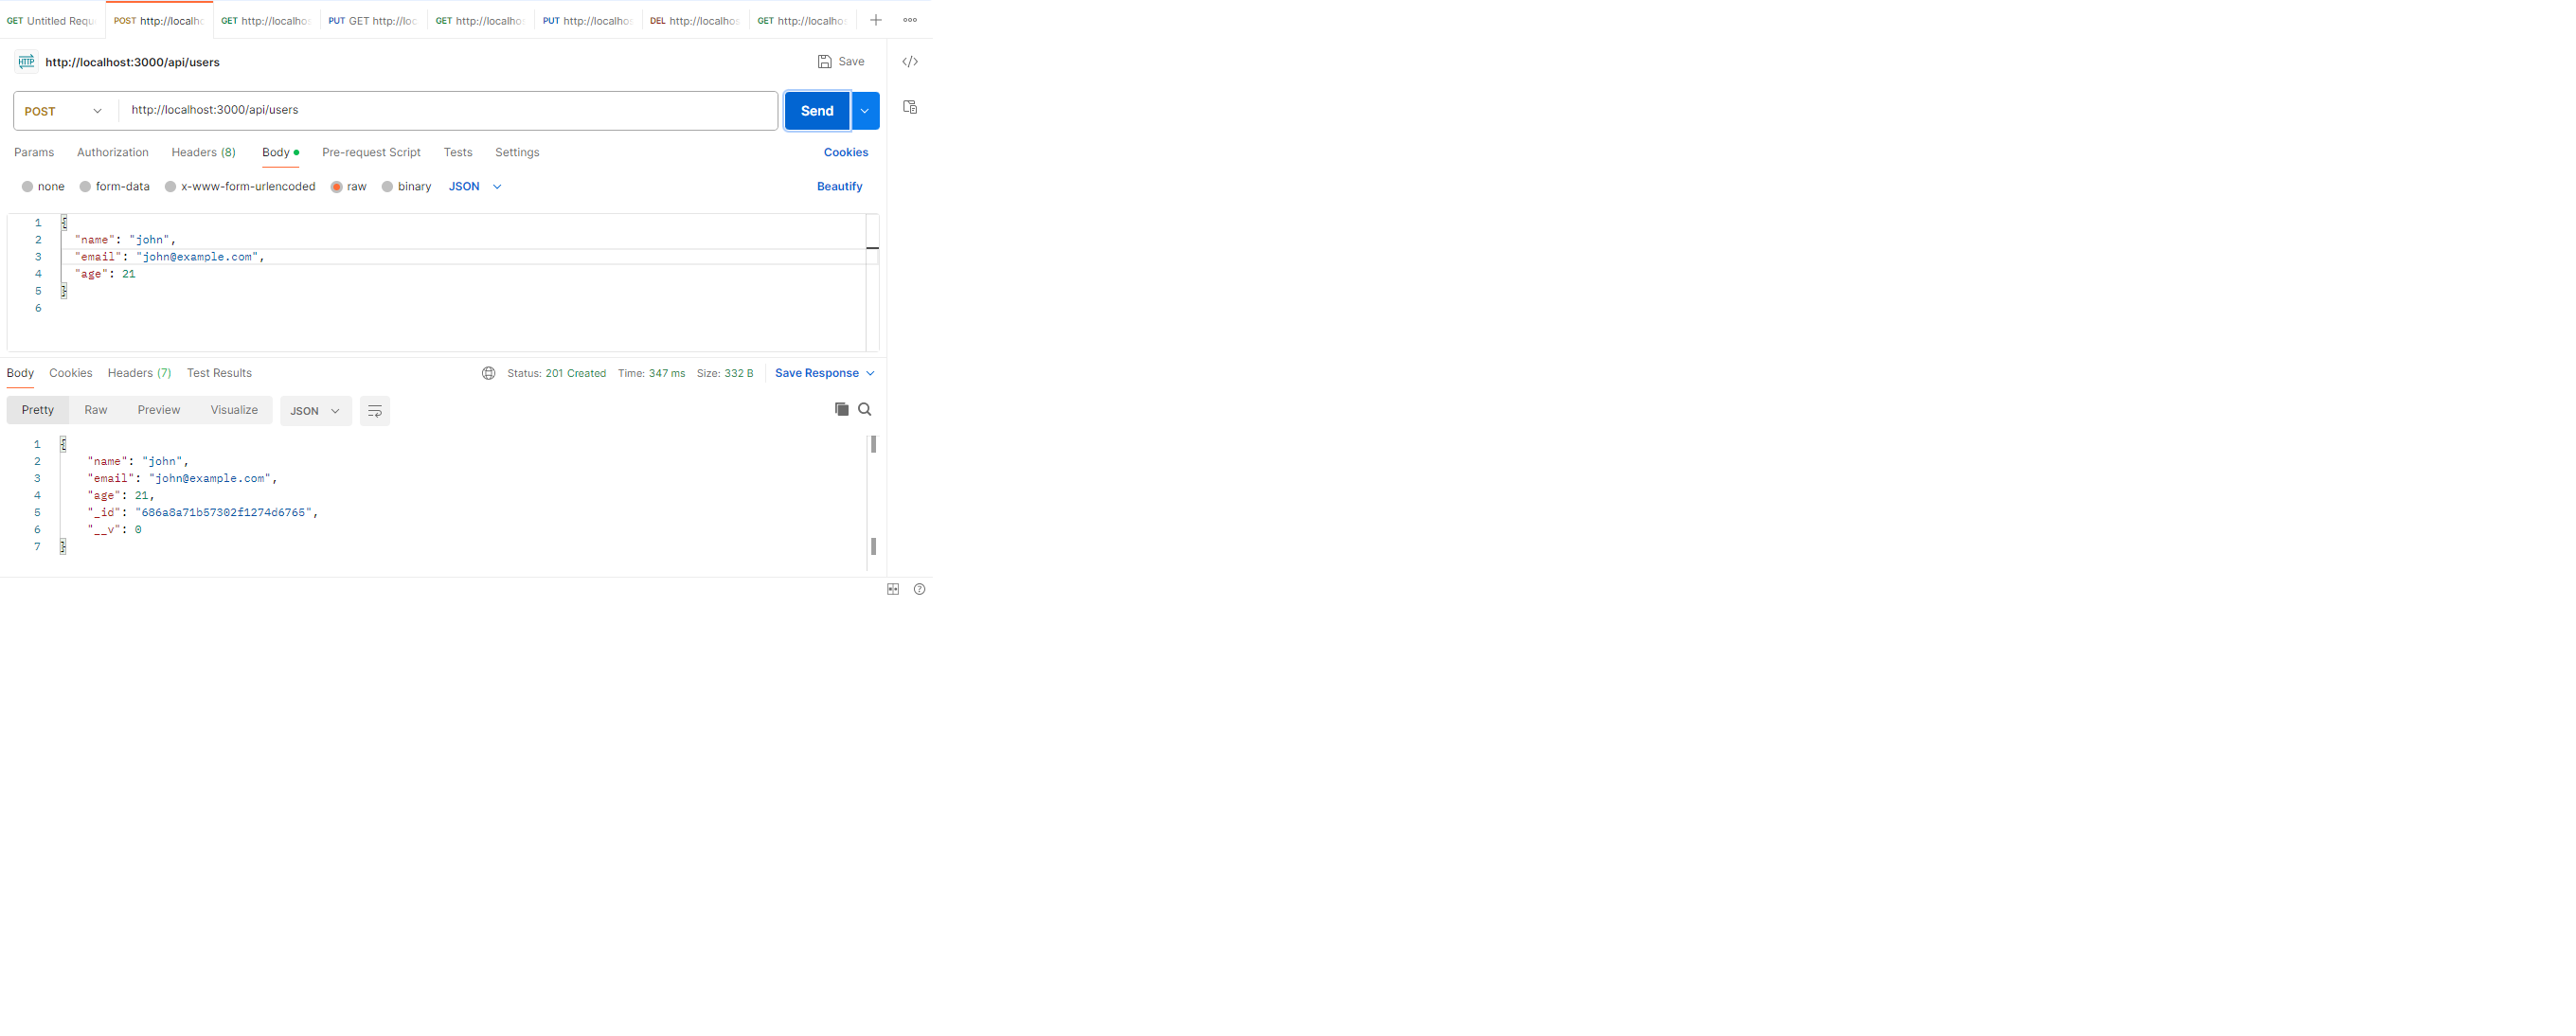 GET Untitled Requ POST http://localh GET http://localhos PUT GET http://loc GET http://localhos PUT http://localhos DEL http://localhos GET http://localhos
HTTP http://localhost:3000/api/users Save
POST http://localhost:3000/api/users Send
Params Authorization Headers (8) Body Pre-request Script Tests Settings Cookies
none form-data x-www-form-urlencoded raw binary JSON Beautify
1 {
2 "name": "john",
3 "email": "john@example.com",
4 "age": 21
5 }
6
Body Cookies Headers (7) Test Results Status: 201 Created Time: 347 ms Size: 332 B Save Response
Pretty Raw Preview Visualize JSON
1 {
2 "name": "john",
3 "email": "john@example.com",
4 "age": 21,
5 "_id": "686a8a71b57302f1274d6765",
6 "__v": 0
7 }